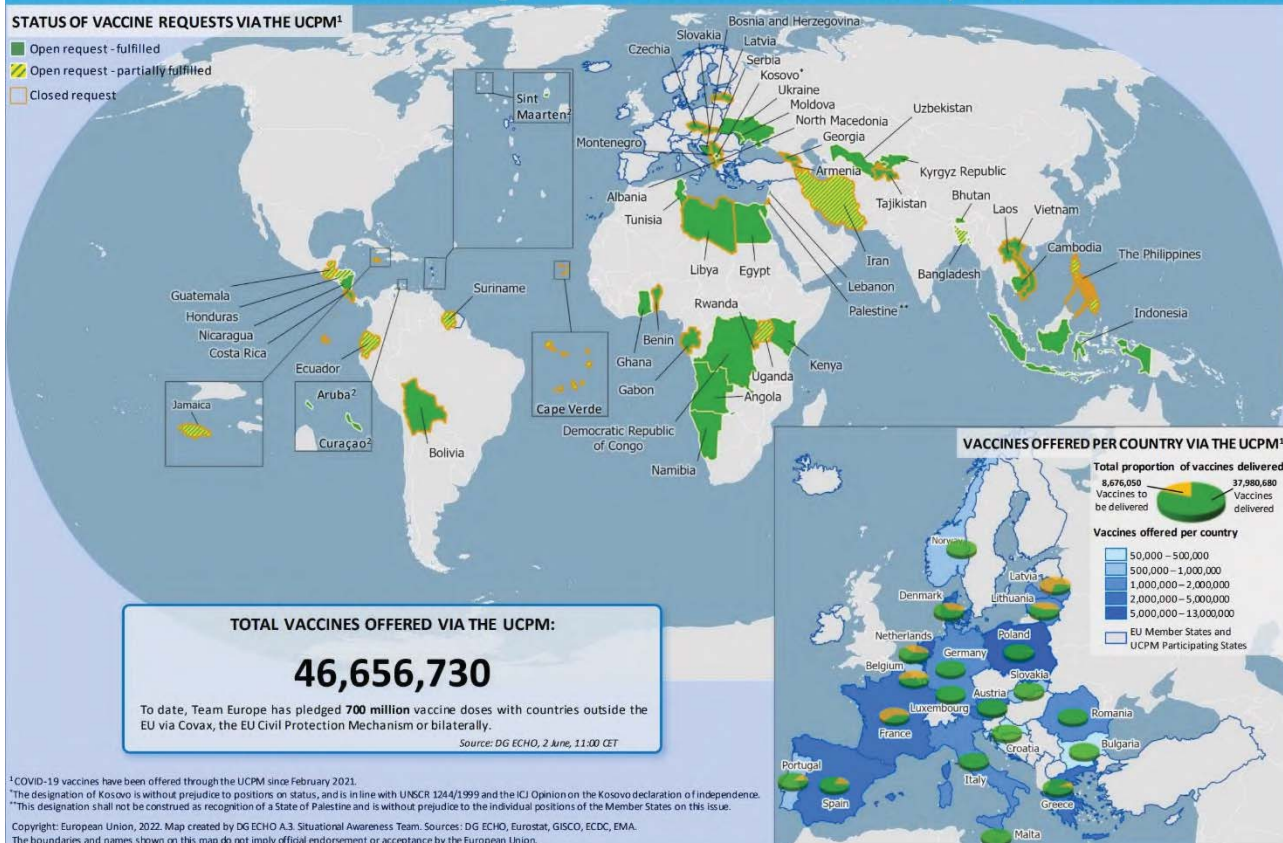 STATUS OF VACCINE REQUESTS VIA THE UCPM¹
Open request - fulfilled
Open request - partially fulfilled
Closed request
Bosnia and Herzegovina
Slovakia
Latvia
Czechia
Serbia
Kosovo*
Ukraine
Moldova
North Macedonia
Georgia
Uzbekistan
Sint
Maarten²
Montenegro
Armenia
Kyrgyz Republic
Albania
Tajikistan
Bhutan
Tunisia
Laos
Vietnam
Cambodia
The Philippines
Iran
Libya
Egypt
Bangladesh
Lebanon
Palestine**
Guatemala
Honduras
Nicaragua
Costa Rica
Suriname
Rwanda
Indonesia
Ecuador
Benin
Ghana
Gabon
Uganda
Kenya
Angola
Jamaica
Aruba²
Curaçao²
Cape Verde
Bolivia
Democratic Republic
of Congo
Namibia
VACCINES OFFERED PER COUNTRY VIA THE UCPM¹
Total proportion of vaccines delivered
8,676,050
Vaccines to
be delivered
37,980,680
Vaccines
delivered
Vaccines offered per country
50,000 – 500,000
500,000 – 1,000,000
1,000,000 – 2,000,000
2,000,000 – 5,000,000
5,000,000 – 13,000,000
EU Member States and
UCPM Participating States
Norway
Latvia
Denmark
Lithuania
Netherlands
Poland
Germany
Belgium
Slovakia
Austria
Luxembourg
Romania
France
Croatia
Bulgaria
Portugal
Italy
Spain
Greece
Malta
TOTAL VACCINES OFFERED VIA THE UCPM:
46,656,730
To date, Team Europe has pledged 700 million vaccine doses with countries outside the
EU via Covax, the EU Civil Protection Mechanism or bilaterally.
Source: DG ECHO, 2 June, 11:00 CET
¹COVID-19 vaccines have been offered through the UCPM since February 2021.
*The designation of Kosovo is without prejudice to positions on status, and is in line with UNSCR 1244/1999 and the ICJ Opinion on the Kosovo declaration of independence.
**This designation shall not be construed as recognition of a State of Palestine and is without prejudice to the individual positions of the Member States on this issue.
Copyright: European Union, 2022. Map created by DG ECHO A.3. Situational Awareness Team. Sources: DG ECHO, Eurostat, GISCO, ECDC, EMA.
The boundaries and names shown on this map do not imply official endorsement or acceptance by the European Union.